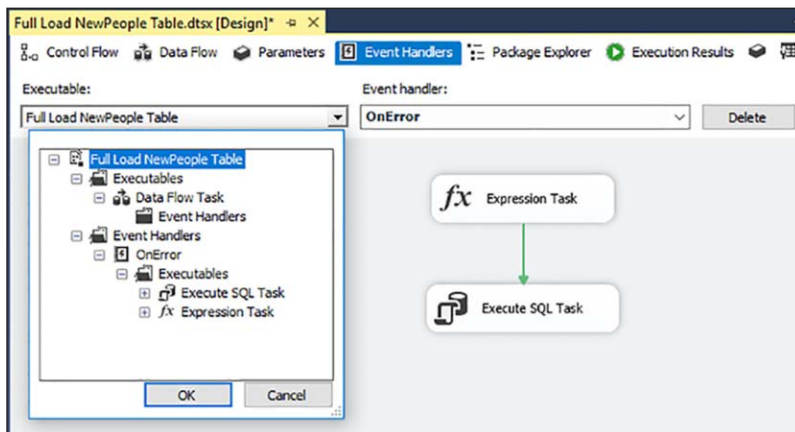 Full Load NewPeople Table.dtsx [Design]*
Control Flow Data Flow Parameters Event Handlers Package Explorer Execution Results
Executable: Event handler:
Full Load NewPeople Table OnError Delete
Full Load NewPeople Table
Executables
Data Flow Task
Event Handlers
Event Handlers
OnError
Executables
Execute SQL Task
fx Expression Task
OK Cancel
fx Expression Task
Execute SQL Task